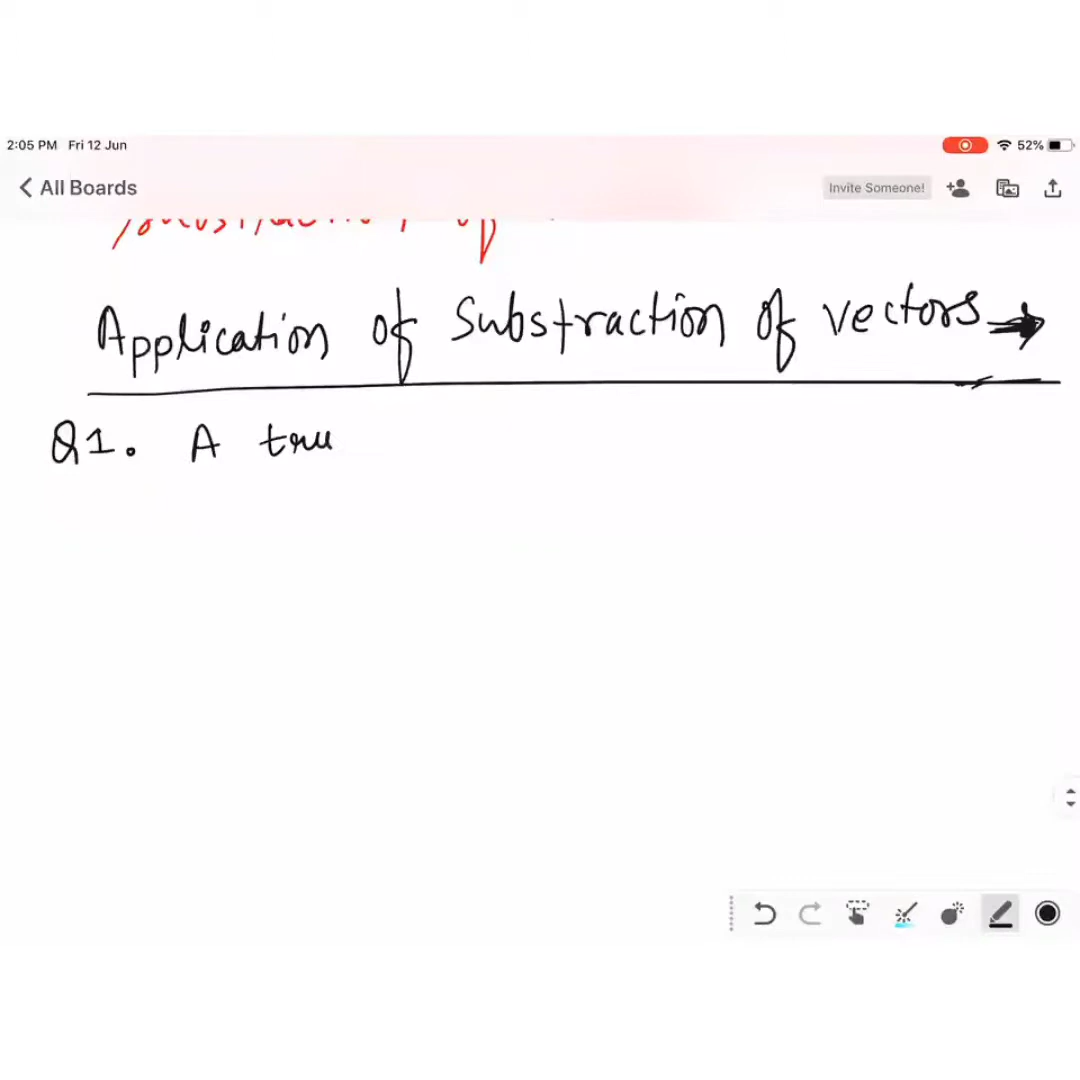 2:05 PM Fri 12 Jun 52%
All Boards Invite Someone!
Application of Substraction of vectors
Q1. A tru